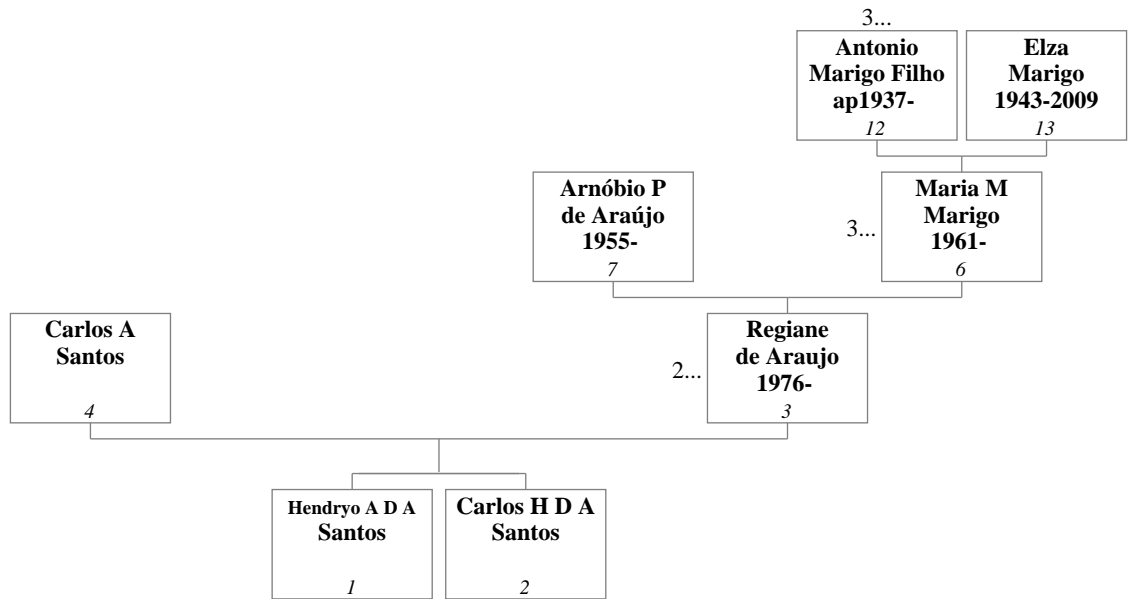 3...
Antonio
Marigo Filho
ap1937-
12
Elza
Marigo
1943-2009
13
Arnóbio P
de Araújo
1955-
7
3...
Maria M
Marigo
1961-
6
Carlos A
Santos
4
2...
Regiane
de Araujo
1976-
3
Hendryo A D A
Santos
1
Carlos H D A
Santos
2